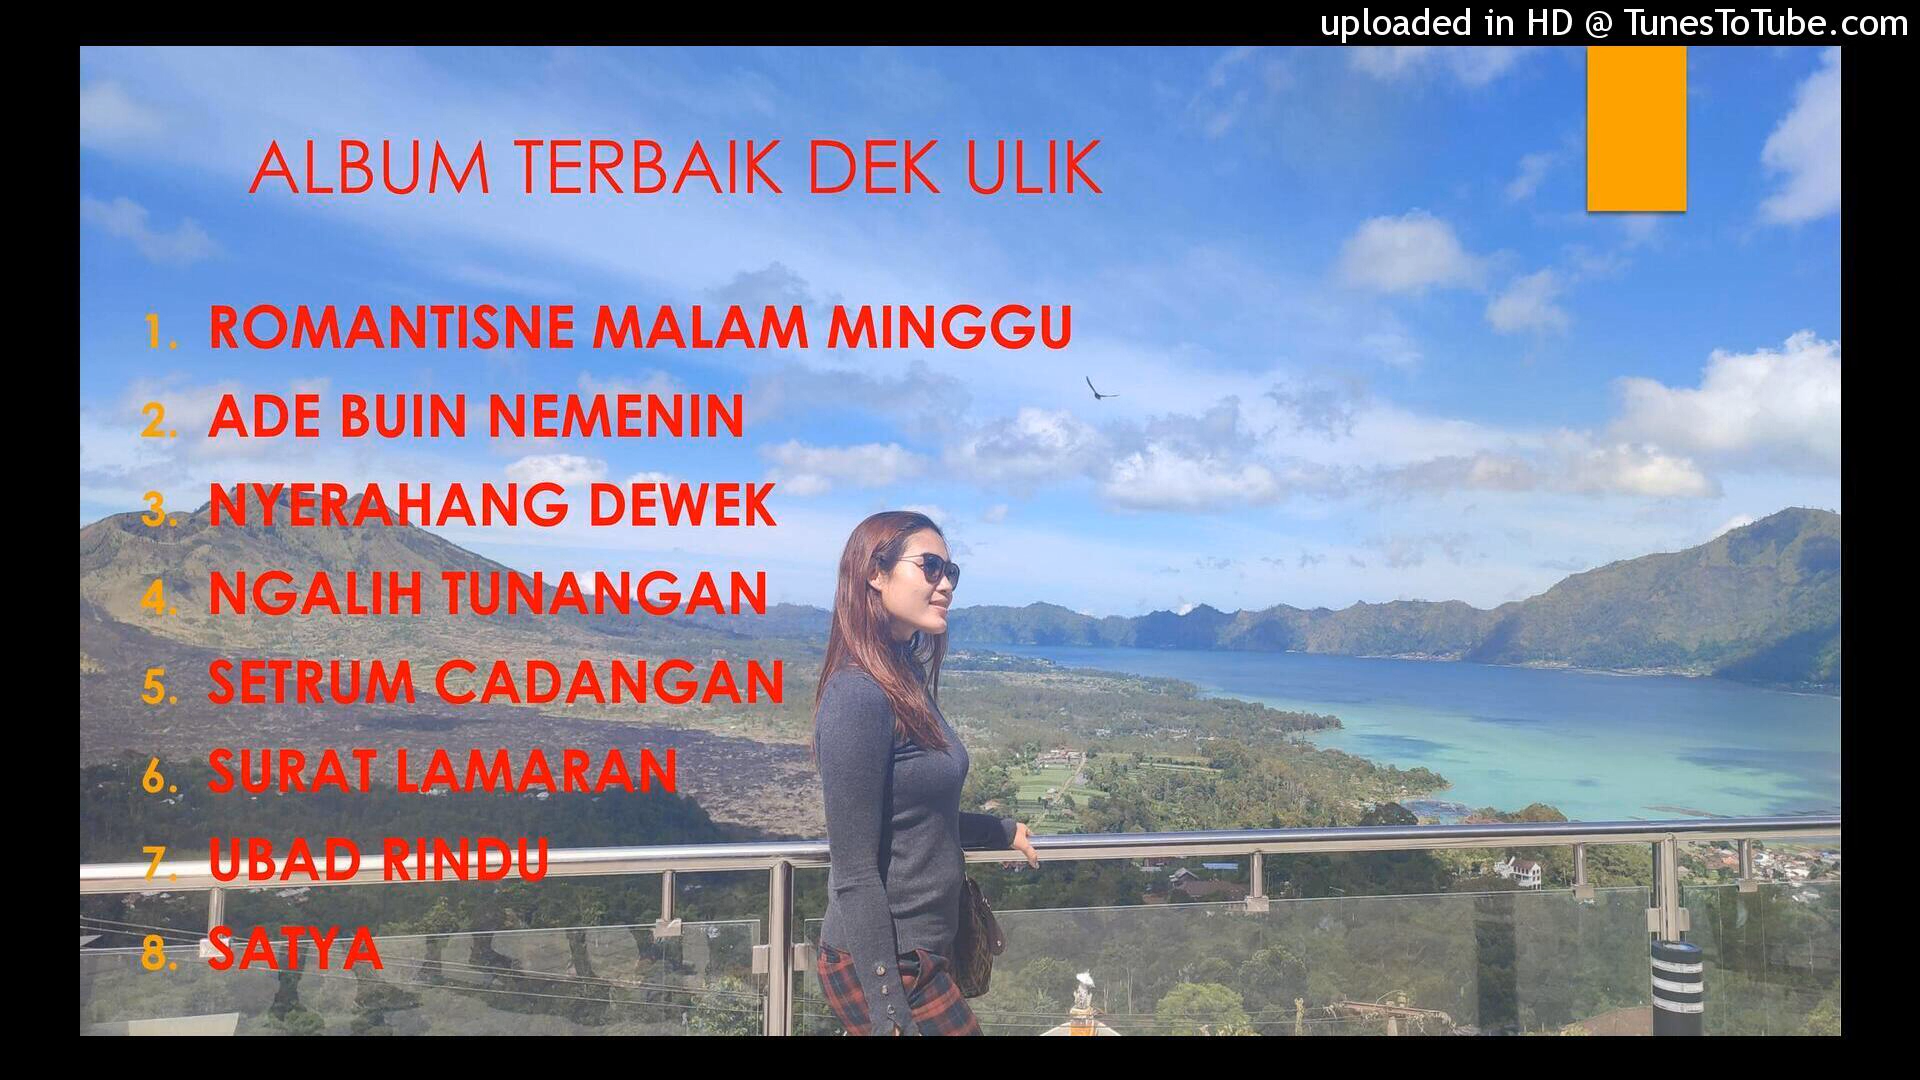 uploaded in HD @ TunesToTube.com
ALBUM TERBAIK DEK ULIK
1. ROMANTISNE MALAM MINGGU
2. ADE BUIN NEMENIN
3. NYERAHANG DEWEK
4. NGALIH TUNANGAN
5. SETRUM CADANGAN
6. SURAT LAMARAN
7. UBAD RINDU
8. SATYA